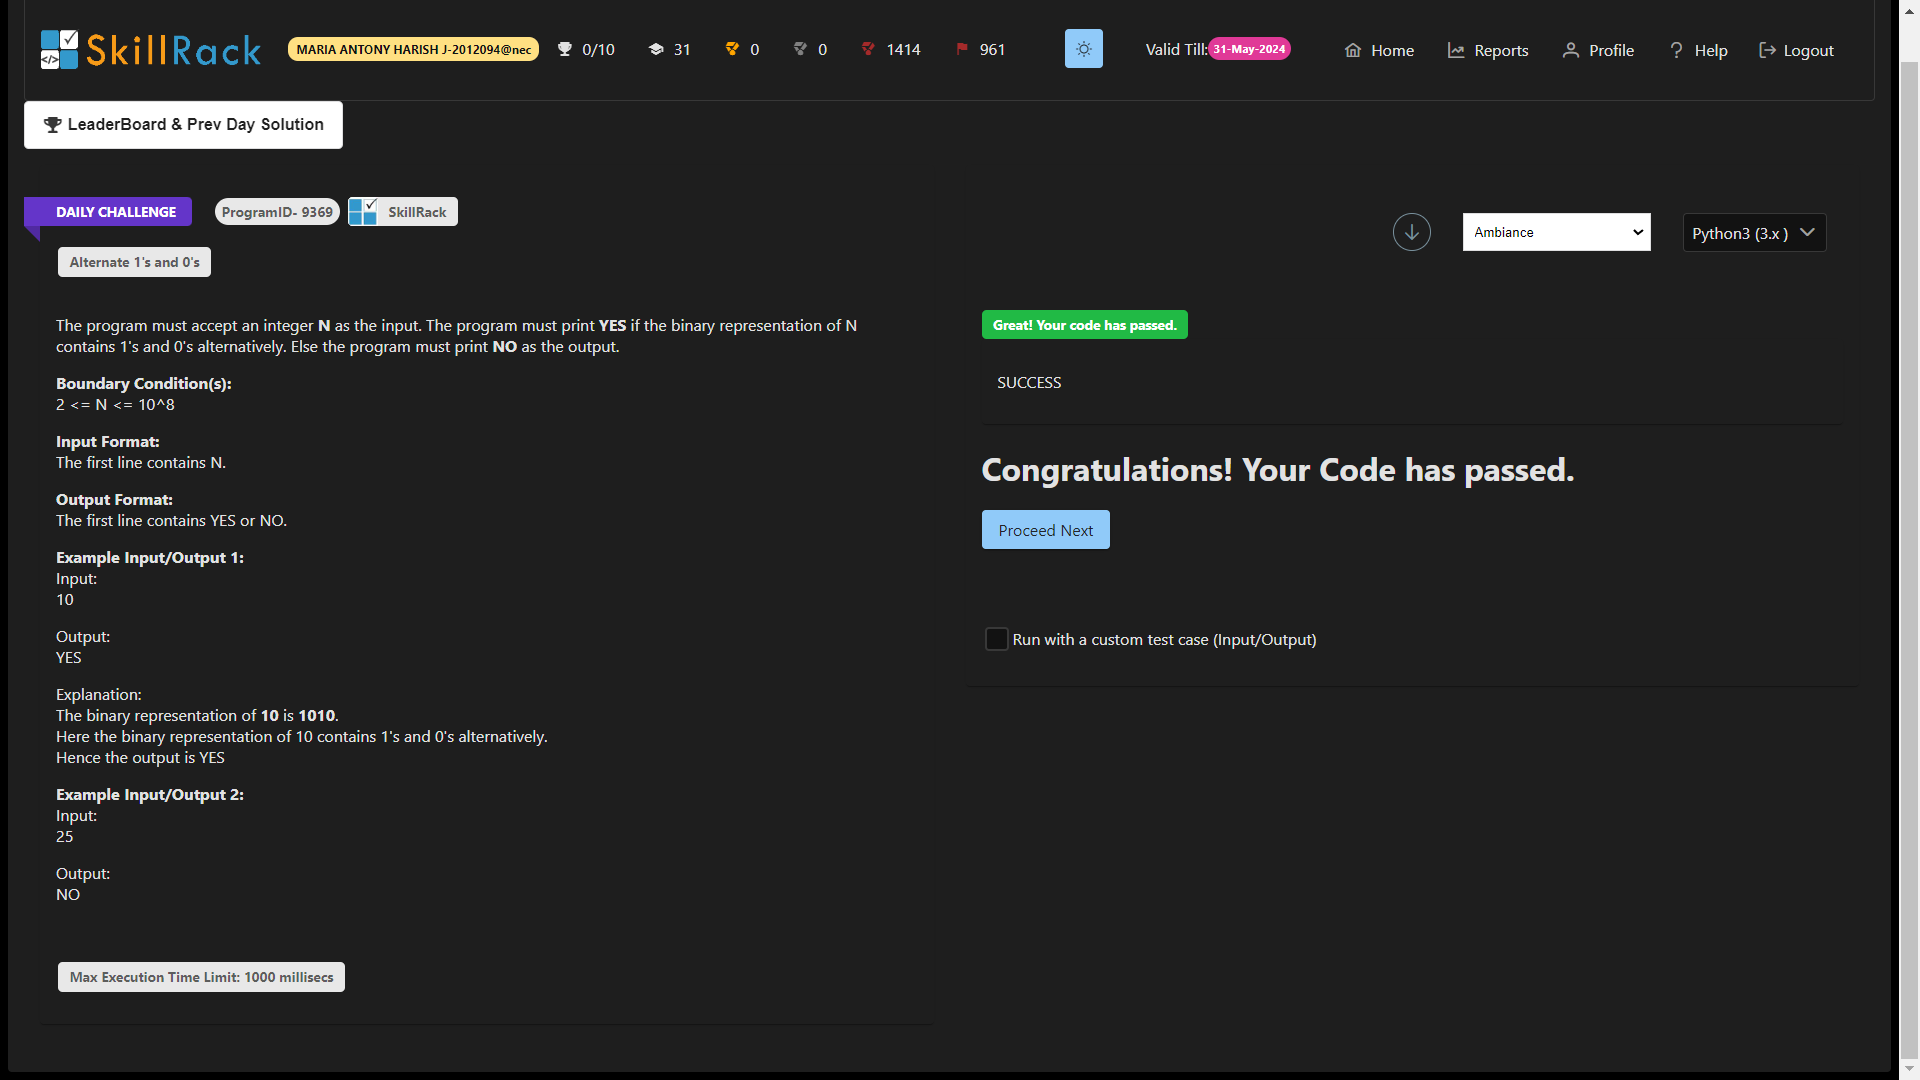 SkillRack
MARIA ANTONY HARISH J-2012094@nec
0/10
31
0
0
1414
961
Valid Till:
31-May-2024
Home
Reports
Profile
Help
Logout
LeaderBoard & Prev Day Solution
DAILY CHALLENGE
ProgramID- 9369
SkillRack
Ambiance
Python3 (3.x )
Alternate 1's and 0's
The program must accept an integer N as the input. The program must print YES if the binary representation of N
contains 1's and 0's alternatively. Else the program must print NO as the output.
Boundary Condition(s):
2 <= N <= 10^8
Input Format:
The first line contains N.
Output Format:
The first line contains YES or NO.
Example Input/Output 1:
Input:
10
Output:
YES
Explanation:
The binary representation of 10 is 1010.
Here the binary representation of 10 contains 1's and 0's alternatively.
Hence the output is YES
Example Input/Output 2:
Input:
25
Output:
NO
Max Execution Time Limit: 1000 millisecs
Great! Your code has passed.
SUCCESS
Congratulations! Your Code has passed.
Proceed Next
Run with a custom test case (Input/Output)